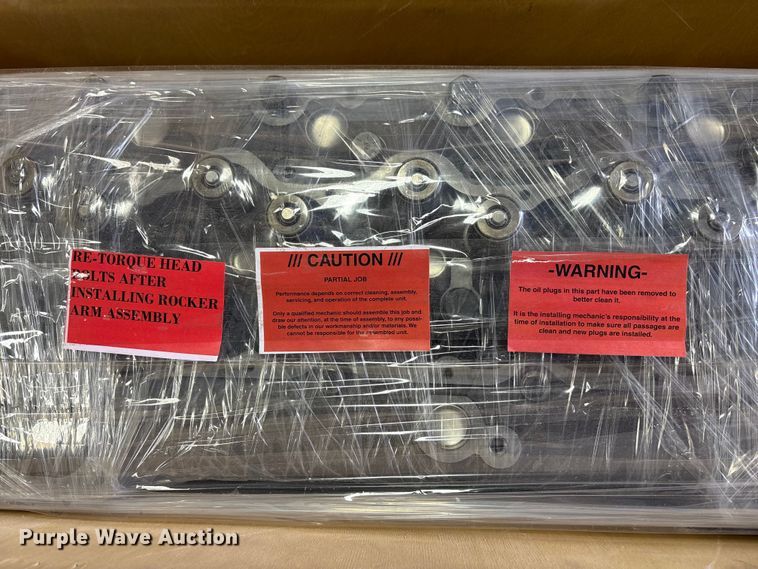 RE-TORQUE HEAD
BOLTS AFTER
INSTALLING ROCKER
ARM ASSEMBLY
/// CAUTION ///
PARTIAL JOB
Performance depends on correct cleaning, assembly,
servicing, and operation of the complete unit.
Only a qualified mechanic should assemble this job and
draw our attention, at the time of assembly, to any possi-
ble defects in our workmanship and/or materials. We
cannot be responsible for the assembled unit.
-WARNING-
The oil plugs in this part have been removed to
better clean it.
It is the installing mechanic's responsibility at the
time of installation to make sure all passages are
clean and new plugs are installed.
Purple Wave Auction